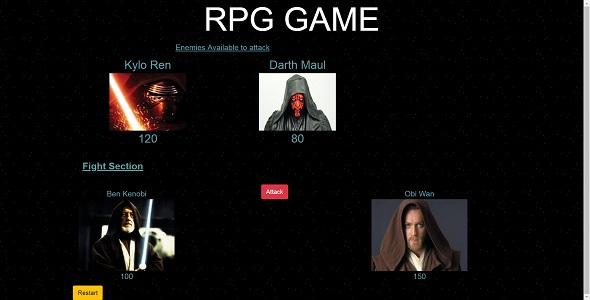 RPG GAME
Enemies Available to attack
Kylo Ren
Darth Maul
120
80
Fight Section
Ben Kenobi
Attack
Obi Wan
100
150
Restart